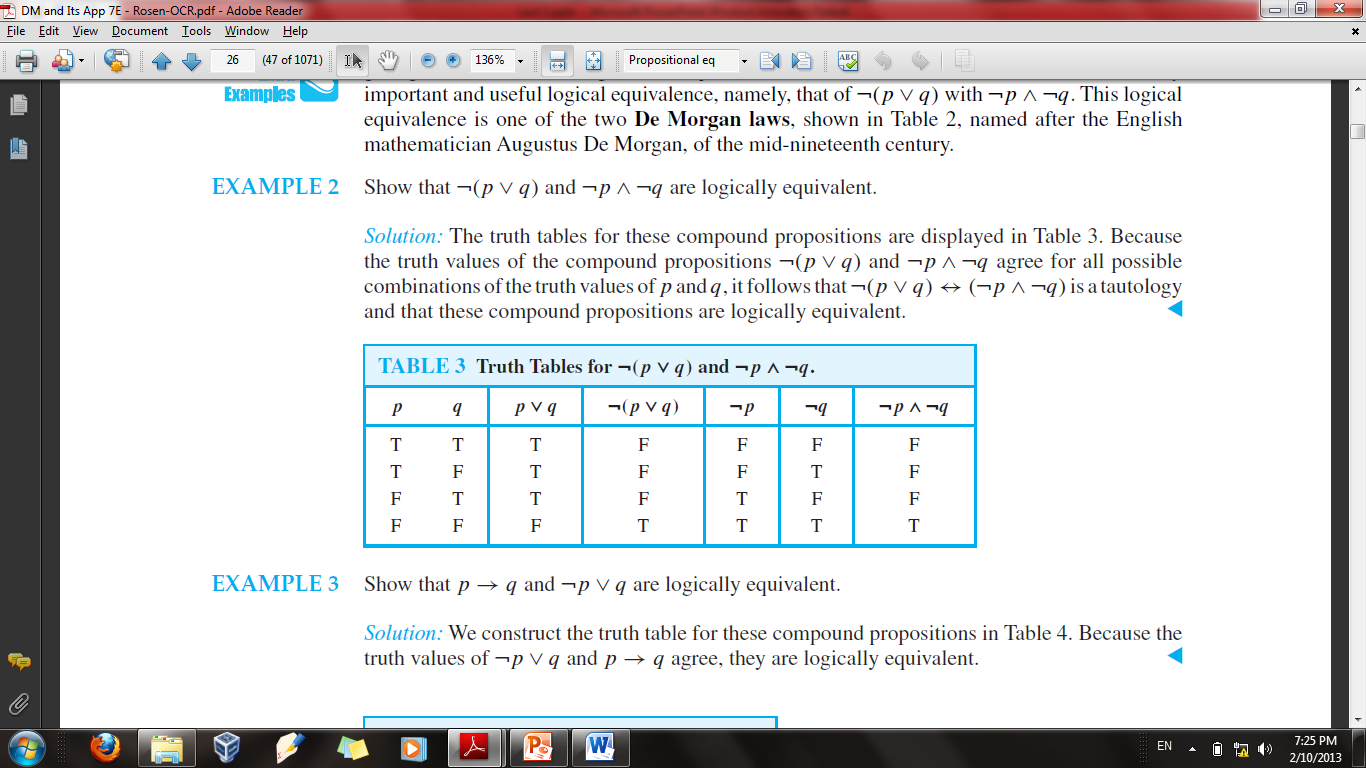 DM and Its App 7E - Rosen-OCR.pdf - Adobe Reader
File Edit View Document Tools Window Help
26 (47 of 1071) 136% Propositional eq
Examples
important and useful logical equivalence, namely, that of ¬(p ∨ q) with ¬p ∧ ¬q. This logical
equivalence is one of the two De Morgan laws, shown in Table 2, named after the English
mathematician Augustus De Morgan, of the mid-nineteenth century.
EXAMPLE 2 Show that ¬(p ∨ q) and ¬p ∧ ¬q are logically equivalent.
Solution: The truth tables for these compound propositions are displayed in Table 3. Because
the truth values of the compound propositions ¬(p ∨ q) and ¬p ∧ ¬q agree for all possible
combinations of the truth values of p and q, it follows that ¬(p ∨ q) ↔ (¬p ∧ ¬q) is a tautology
and that these compound propositions are logically equivalent.
TABLE 3 Truth Tables for ¬(p ∨ q) and ¬p ∧ ¬q.
p q p ∨ q ¬(p ∨ q) ¬p ¬q ¬p ∧ ¬q
T T T F F F F
T F T F F T F
F T T F T F F
F F F T T T T
EXAMPLE 3 Show that p → q and ¬p ∨ q are logically equivalent.
Solution: We construct the truth table for these compound propositions in Table 4. Because the
truth values of ¬p ∨ q and p → q agree, they are logically equivalent.
EN 7:25 PM
2/10/2013